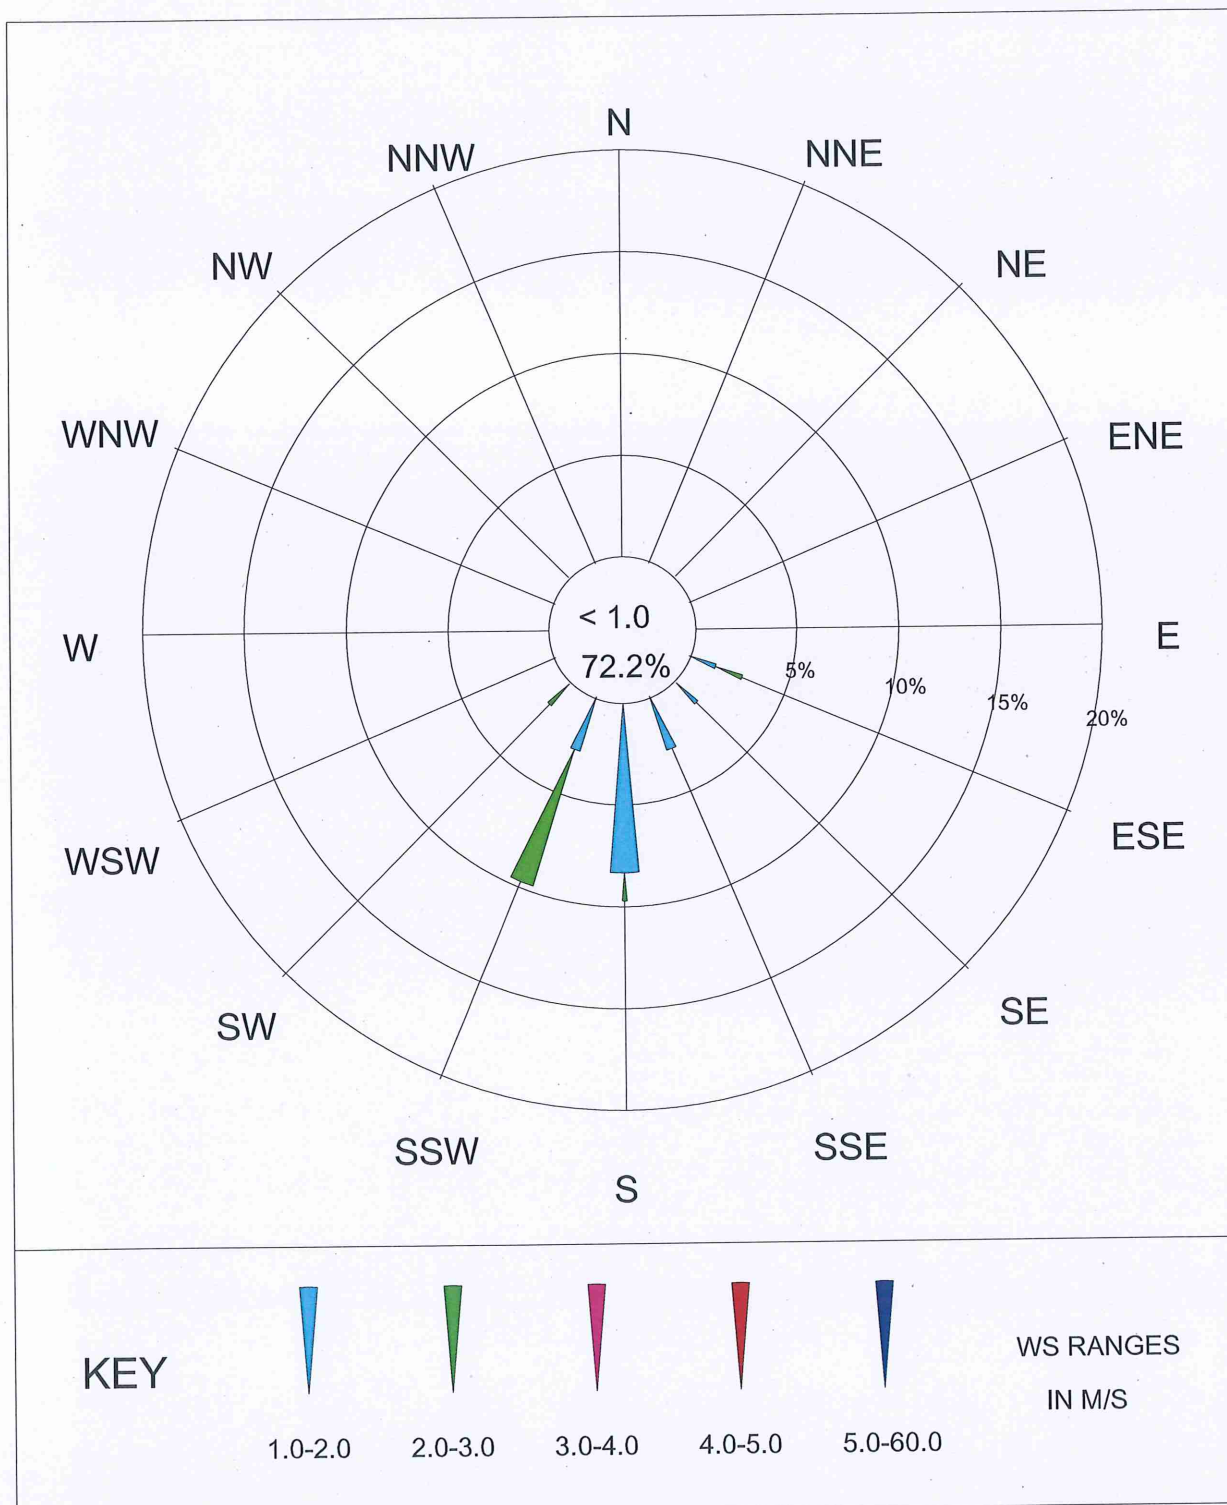 N
NNW
NNE
NW
NE
WNW
ENE
< 1.0
W
E
72.2%
5%
10%
15%
20%
WSW
ESE
SW
SE
SSW
SSE
S
KEY
WS RANGES
IN M/S
1.0-2.0
2.0-3.0
3.0-4.0
4.0-5.0
5.0-60.0